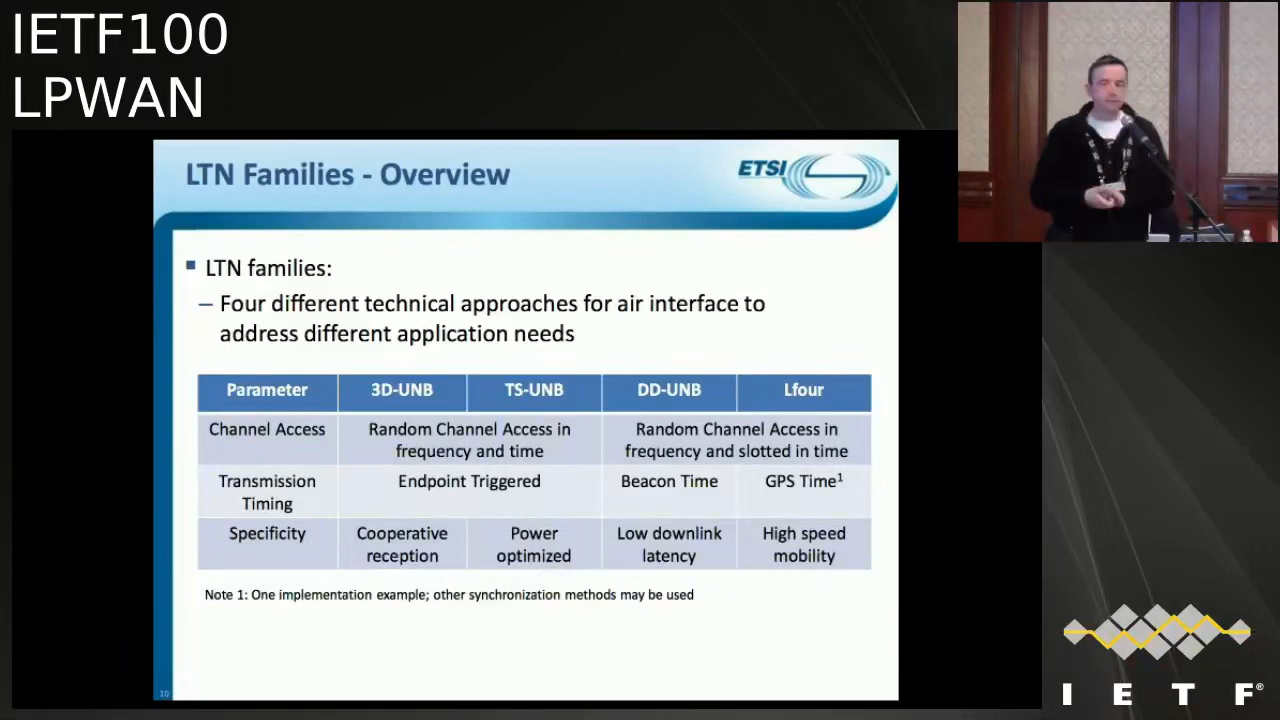 IETF100
LPWAN
LTN Families - Overview
ETSI
LTN families:
– Four different technical approaches for air interface to
address different application needs
Parameter 3D-UNB TS-UNB DD-UNB Lfour
Channel Access Random Channel Access in frequency and time Random Channel Access in frequency and slotted in time
Transmission Timing Endpoint Triggered Beacon Time GPS Time¹
Specificity Cooperative reception Power optimized Low downlink latency High speed mobility
Note 1: One implementation example; other synchronization methods may be used
10
I E T F®